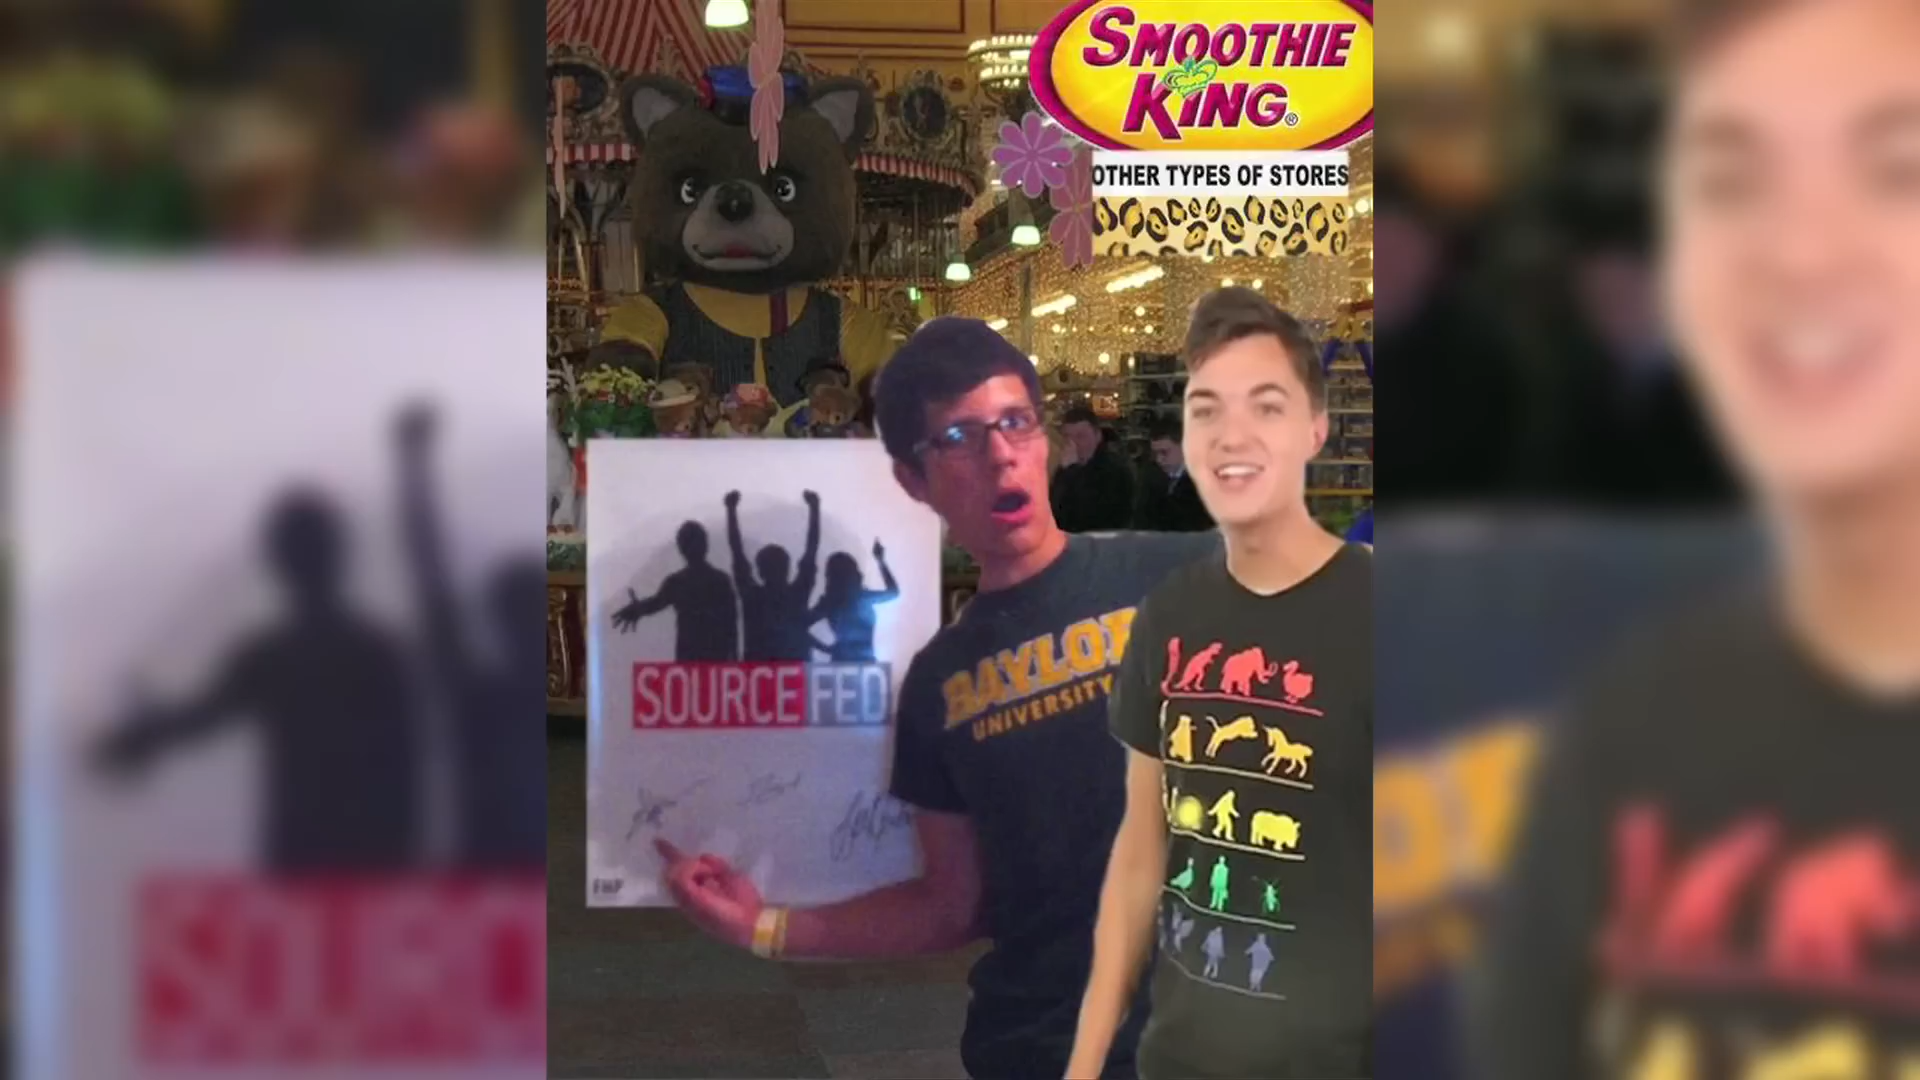 SMOOTHIE
KING®
OTHER TYPES OF STORES
SOURCE FED
BAYLOR
UNIVERSITY